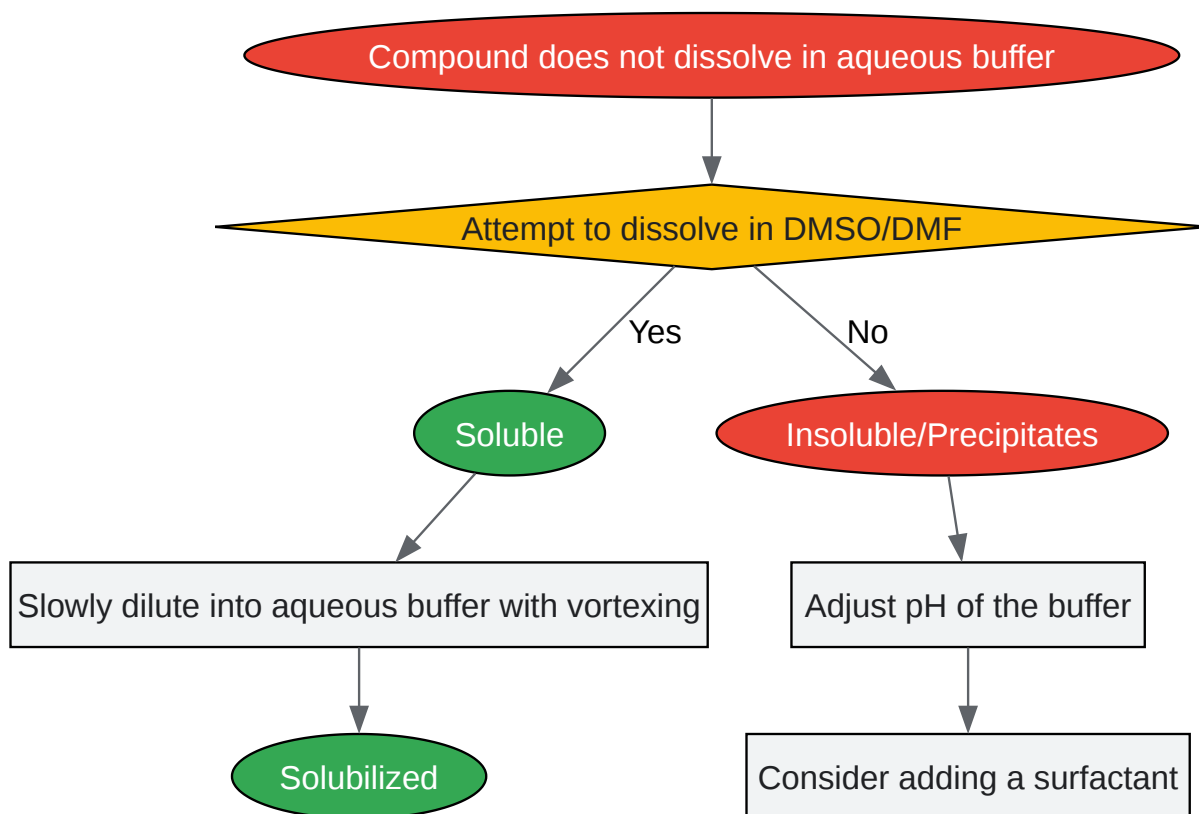 Compound does not dissolve in aqueous buffer
Attempt to dissolve in DMSO/DMF
Yes
No
Soluble
Insoluble/Precipitates
Slowly dilute into aqueous buffer with vortexing
Adjust pH of the buffer
Solubilized
Consider adding a surfactant